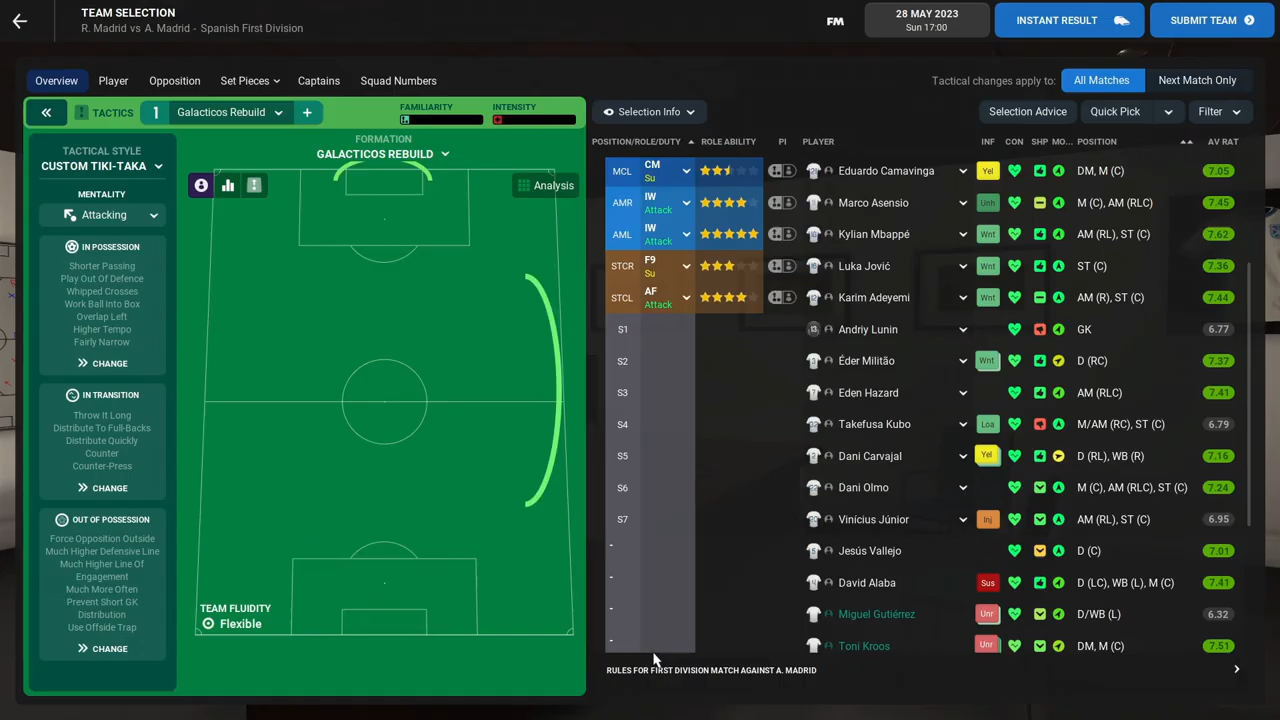 TEAM SELECTION
R. Madrid vs A. Madrid - Spanish First Division
FM
28 MAY 2023
Sun 17:00
INSTANT RESULT
SUBMIT TEAM
Overview
Player
Opposition
Set Pieces
Captains
Squad Numbers
Tactical changes apply to:
All Matches
Next Match Only
TACTICS
1
Galacticos Rebuild
FAMILIARITY
INTENSITY
Selection Info
Selection Advice
Quick Pick
Filter
TACTICAL STYLE
CUSTOM TIKI-TAKA
MENTALITY
Attacking
IN POSSESSION
Shorter Passing
Play Out Of Defence
Whipped Crosses
Work Ball Into Box
Overlap Left
Higher Tempo
Fairly Narrow
CHANGE
IN TRANSITION
Throw It Long
Distribute To Full-Backs
Distribute Quickly
Counter
Counter-Press
CHANGE
OUT OF POSSESSION
Force Opposition Outside
Much Higher Defensive Line
Much Higher Line Of
Engagement
Much More Often
Prevent Short GK
Distribution
Use Offside Trap
CHANGE
FORMATION
GALACTICOS REBUILD
Analysis
TEAM FLUIDITY
Flexible
POSITION/ROLE/DUTY ROLE ABILITY PI PLAYER INF CON SHP MO... POSITION AV RAT
MCL CM Su Eduardo Camavinga Yel DM, M (C) 7.05
AMR IW Attack Marco Asensio Unh M (C), AM (RLC) 7.45
AML IW Attack Kylian Mbappé Wnt AM (RL), ST (C) 7.62
STCR F9 Su Luka Jović Wnt ST (C) 7.36
STCL AF Attack Karim Adeyemi Wnt AM (R), ST (C) 7.44
S1 13 Andriy Lunin GK 6.77
S2 Éder Militão Wnt D (RC) 7.37
S3 Eden Hazard AM (RLC) 7.41
S4 Takefusa Kubo Loa M/AM (RC), ST (C) 6.79
S5 Dani Carvajal Yel D (RL), WB (R) 7.16
S6 Dani Olmo M (C), AM (RLC), ST (C) 7.24
S7 Vinícius Júnior Inj AM (RL), ST (C) 6.95
- Jesús Vallejo D (C) 7.01
- David Alaba Sus D (LC), WB (L), M (C) 7.41
- Miguel Gutiérrez Unr D/WB (L) 6.32
- Toni Kroos Unr DM, M (C) 7.51
RULES FOR FIRST DIVISION MATCH AGAINST A. MADRID